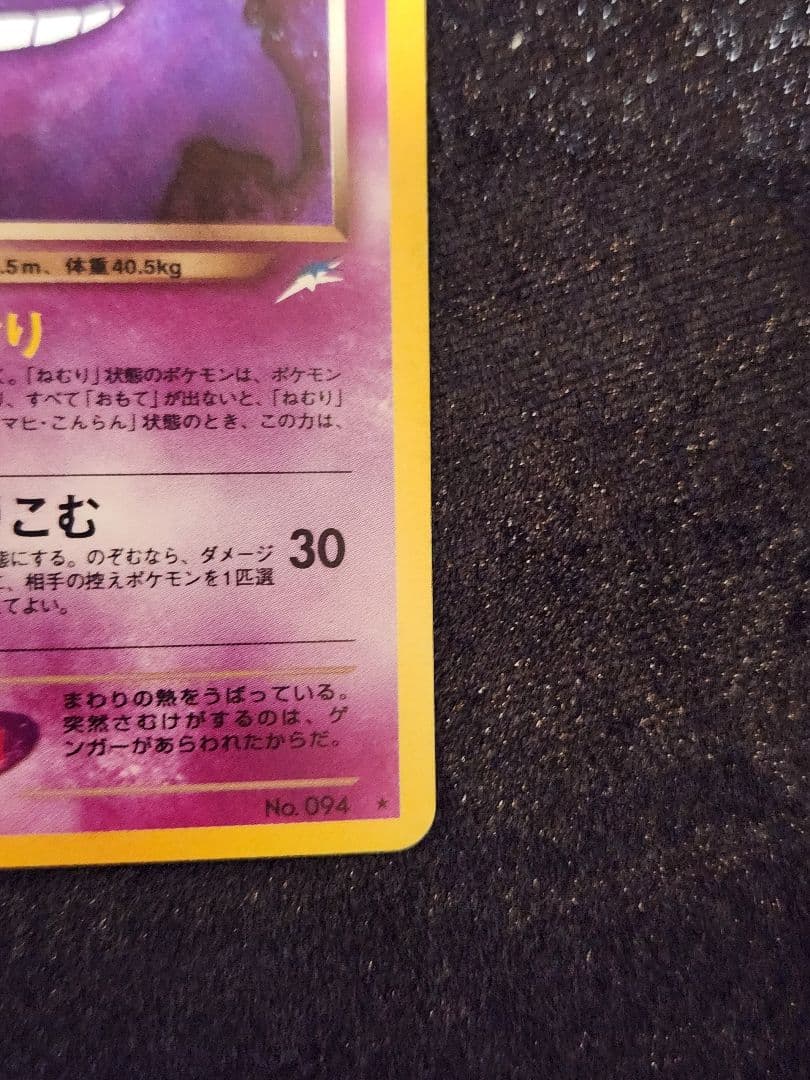 .5m、体重40.5kg
り
。「ねむり」状態のポケモンは、ポケモン
、すべて「おもて」が出ないと、「ねむり」
マヒ・こんらん」状態のとき、この力は、
こむ
態にする。のぞむなら、ダメージ
、相手の控えポケモンを1匹選
てよい。
30
まわりの熱をうばっている。
突然さむけがするのは、ゲ
ンガーがあらわれたからだ。
No. 094 ★